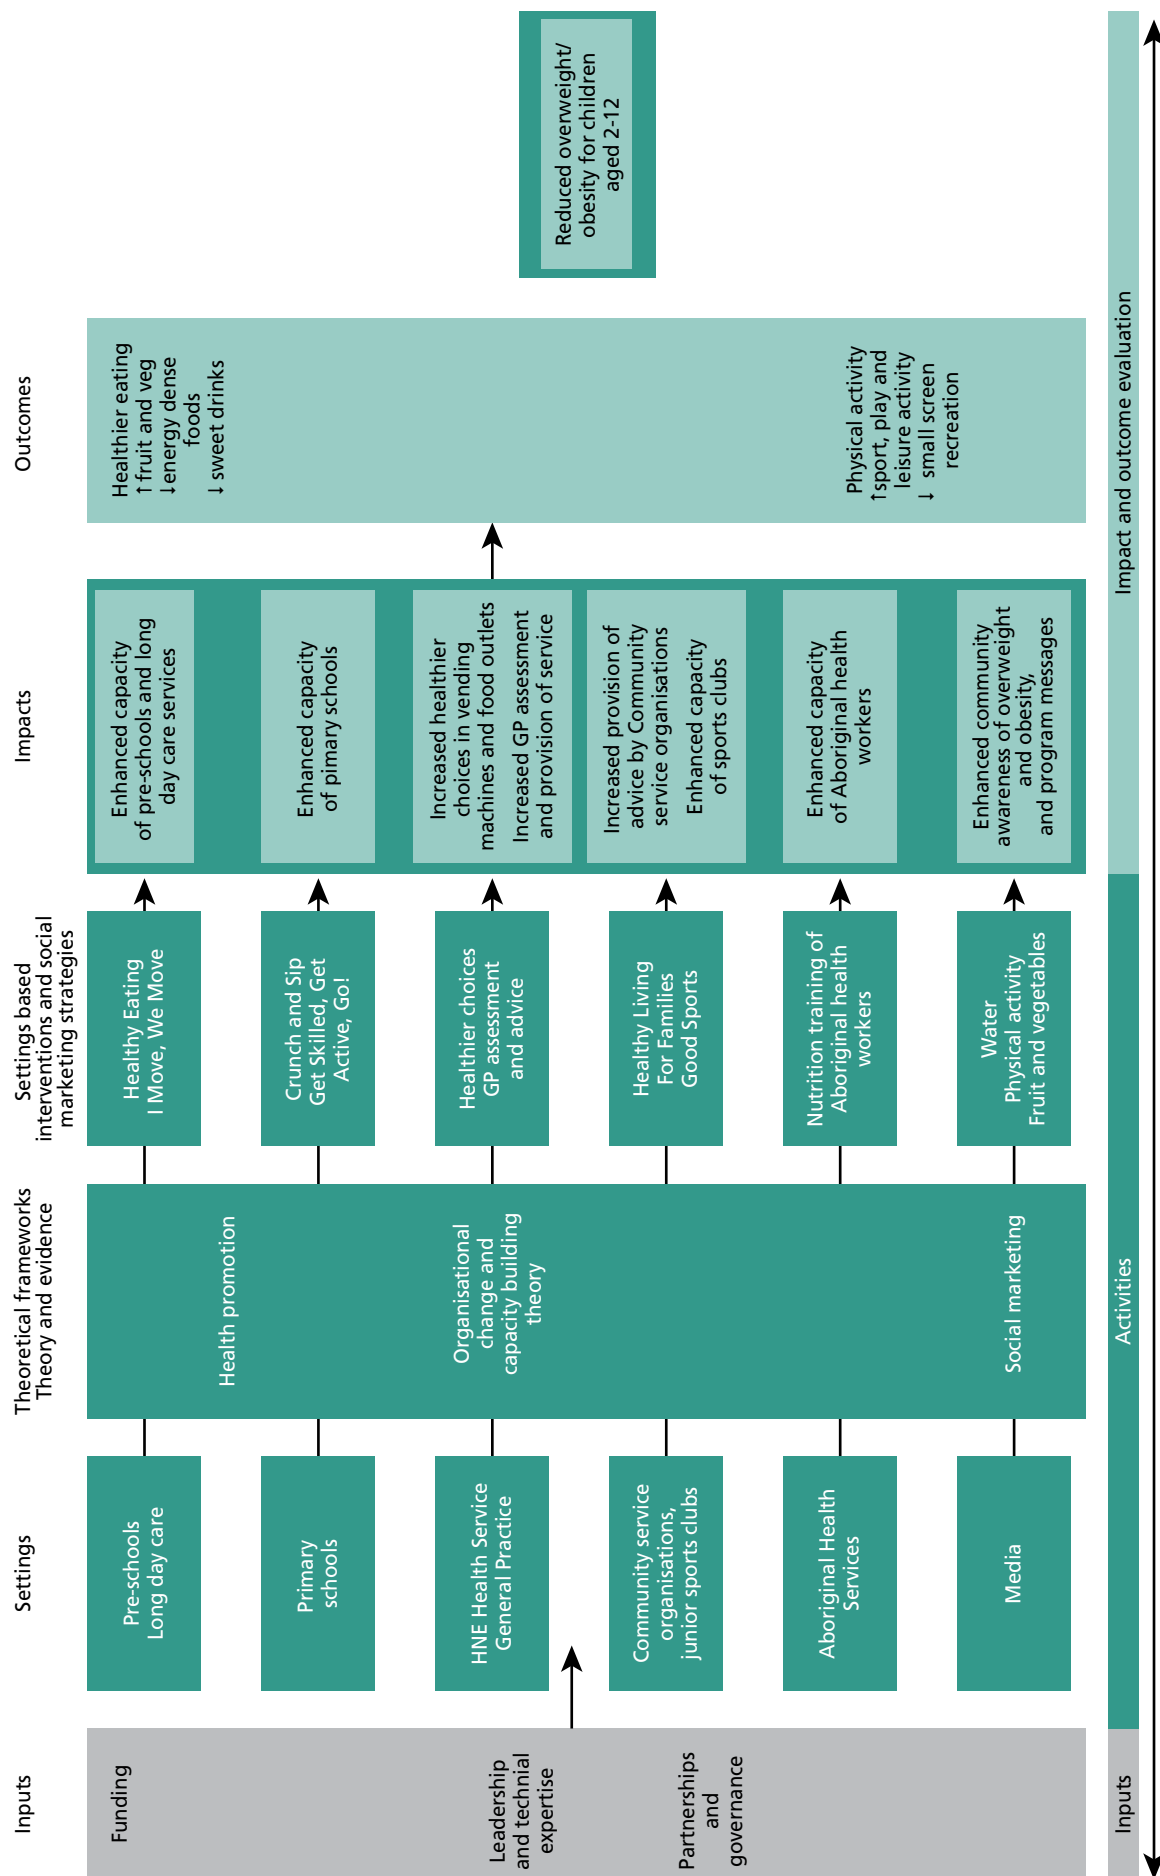 Inputs
Settings
Theoretical frameworks
Theory and evidence
Settings based
interventions and social
marketing strategies
Impacts
Outcomes
Funding
Leadership
and technial
expertise
Partnerships
and
governance
Pre-schools
Long day care
Primary
schools
HNE Health Service
General Practice
Community service
organisations,
junior sports clubs
Aboriginal Health
Services
Media
Health promotion
Organisational
change and
capacity building
theory
Social marketing
Healthy Eating
I Move, We Move
Crunch and Sip
Get Skilled, Get
Active, Go!
Healthier choices
GP assessment
and advice
Healthy Living
For Families
Good Sports
Nutrition training of
Aboriginal health
workers
Water
Physical activity
Fruit and vegetables
Enhanced capacity
of pre-schools and long
day care services
Enhanced capacity
of pimary schools
Increased healthier
choices in vending
machines and food outlets
Increased GP assessment
and provision of service
Increased provision of
advice by Community
service organisations
Enhanced capacity
of sports clubs
Enhanced capacity
of Aboriginal health
workers
Enhanced community
awareness of overweight
and obesity,
and program messages
Healthier eating
↑ fruit and veg
↓energy dense
foods
↓ sweet drinks
Physical activity
↑sport, play and
leisure activity
↓ small screen
recreation
Reduced overweight/
obesity for children
aged 2-12
Inputs
Activities
Impact and outcome evaluation